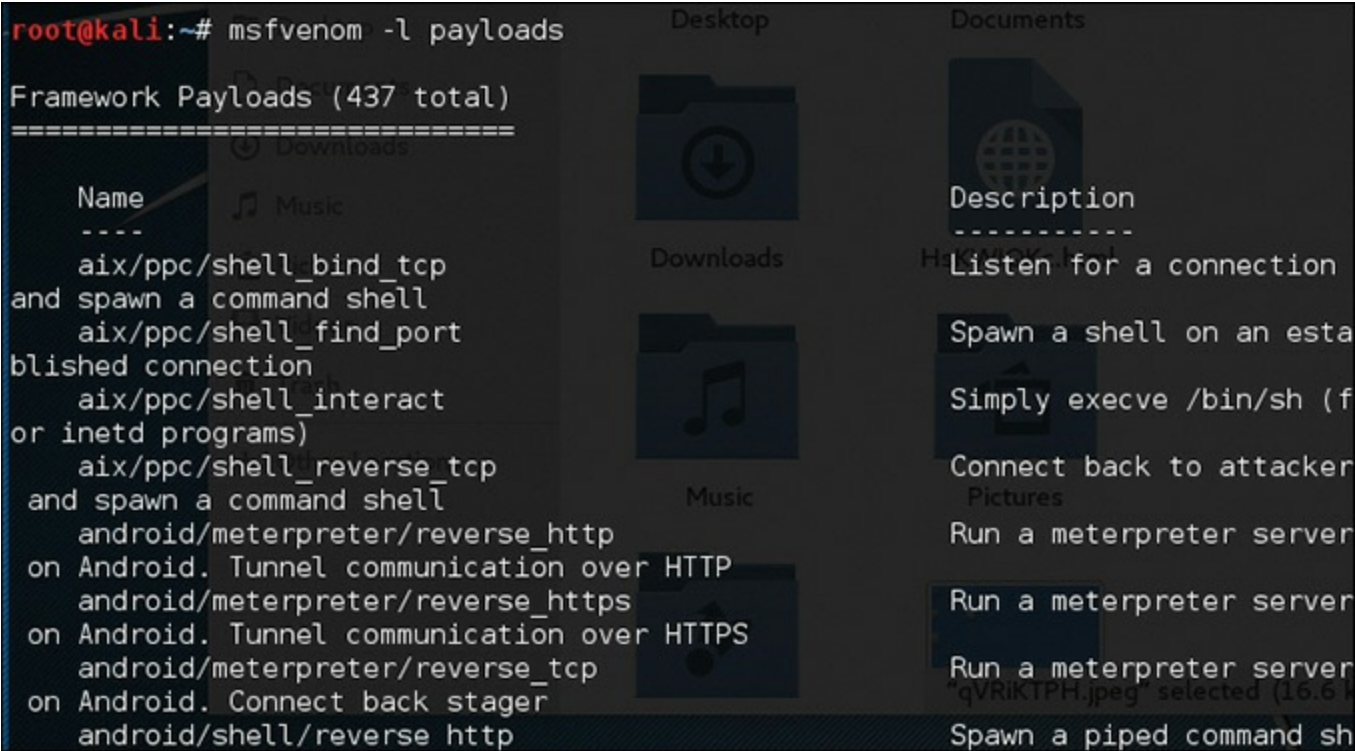 root@kali:~# msfvenom -l payloads
Desktop Documents
Documents
Framework Payloads (437 total)
==============================
Downloads
Name Description
Music
---- -----------
Downloads
aix/ppc/shell_bind_tcp Listen for a connection
and spawn a command shell
aix/ppc/shell_find_port Spawn a shell on an esta
blished connection
Trash
aix/ppc/shell_interact Simply execve /bin/sh (f
or inetd programs)
aix/ppc/shell_reverse_tcp Connect back to attacker
and spawn a command shell
Music Pictures
android/meterpreter/reverse_http Run a meterpreter server
on Android. Tunnel communication over HTTP
android/meterpreter/reverse_https Run a meterpreter server
on Android. Tunnel communication over HTTPS
android/meterpreter/reverse_tcp Run a meterpreter server
on Android. Connect back stager
"qVRiKTPH.jpeg" selected (16.6 k
android/shell/reverse_http Spawn a piped command sh